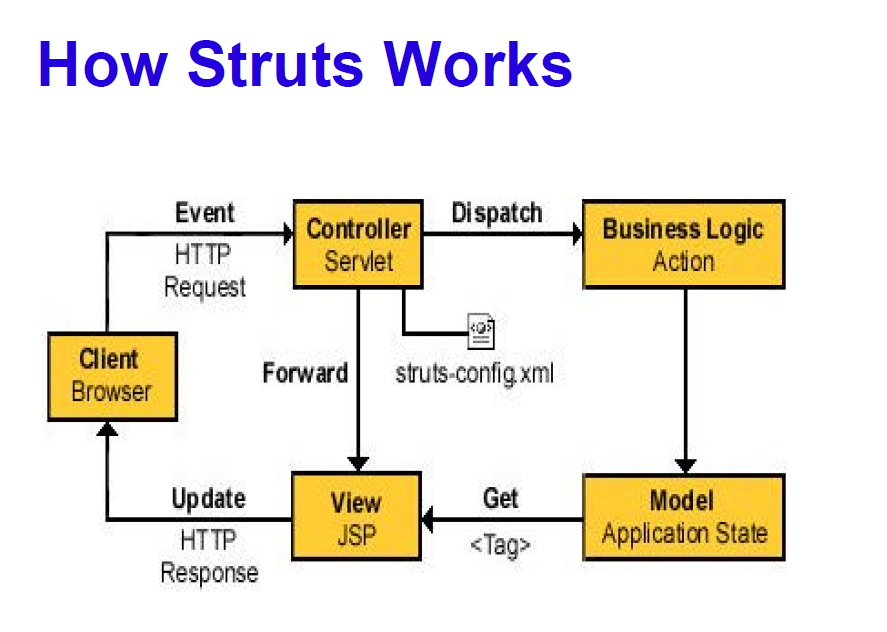 How Struts Works
Event
HTTP
Request
Controller
Servlet
Dispatch
Business Logic
Action
Client
Browser
Forward
struts-config.xml
Update
HTTP
Response
View
JSP
Get
<Tag>
Model
Application State